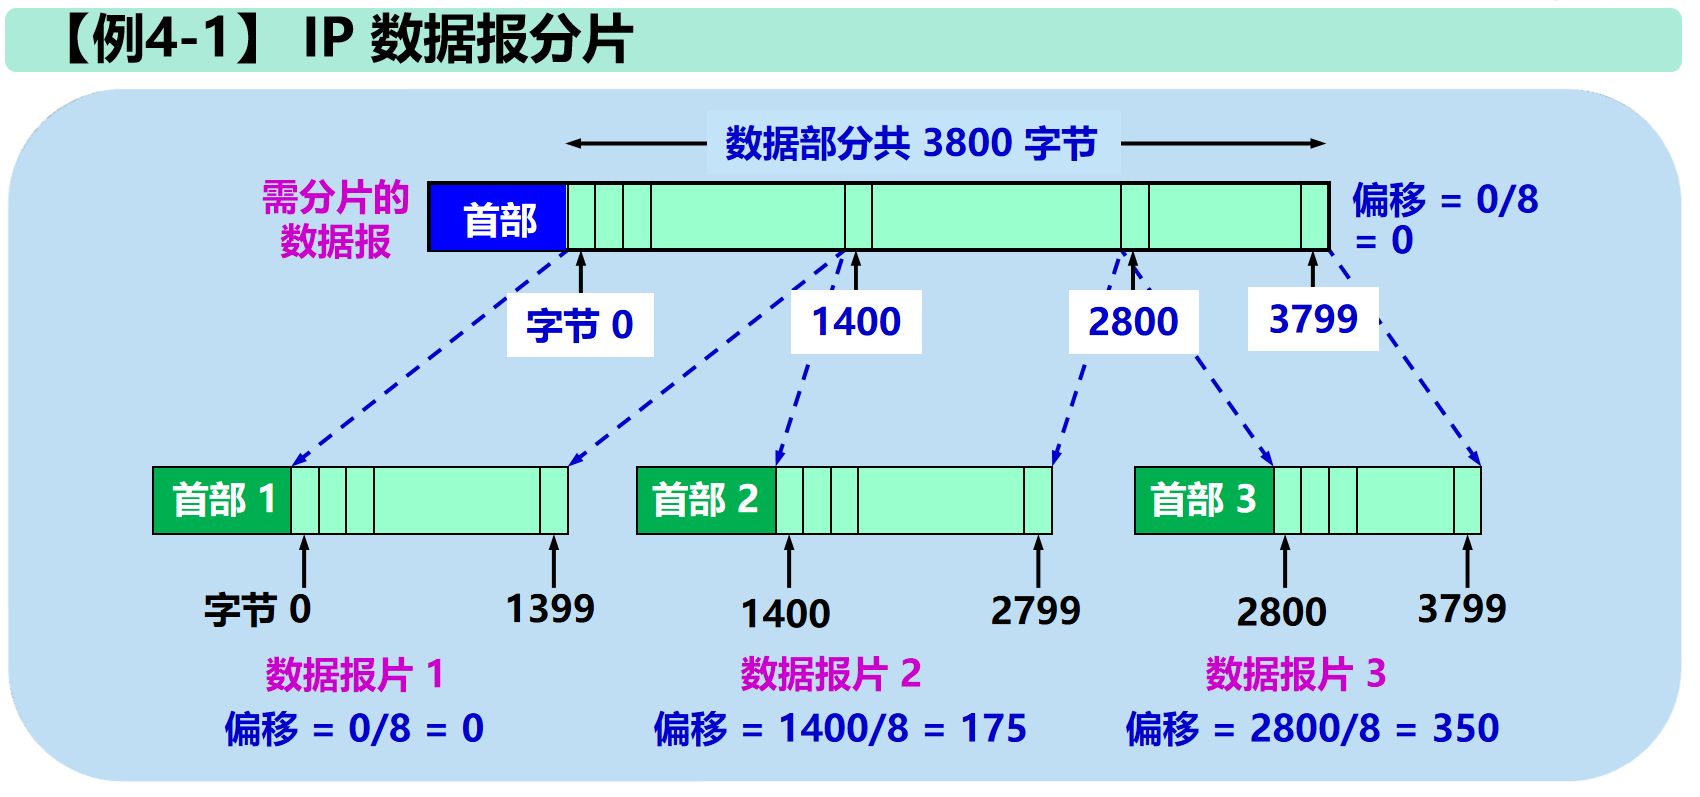 【例4-1】 IP 数据报分片
数据部分共 3800 字节
需分片的
数据报
首部
偏移 = 0/8
= 0
字节 0
1400
2800
3799
首部 1
首部 2
首部 3
字节 0
1399
1400
2799
2800
3799
数据报片 1
数据报片 2
数据报片 3
偏移 = 0/8 = 0
偏移 = 1400/8 = 175
偏移 = 2800/8 = 350